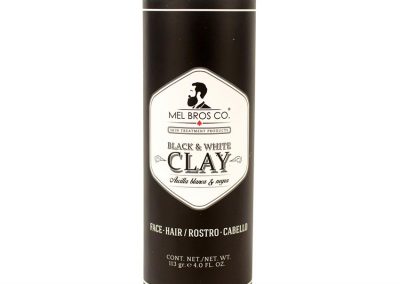 MEL BROS CO.®
SKIN TREATMENT PRODUCTS
BLACK & WHITE
CLAY
Arcilla blanca & negra
FACE-HAIR / ROSTRO-CABELLO
CONT. NET./NET. WT.
113 gr. e 4.0 FL. OZ.